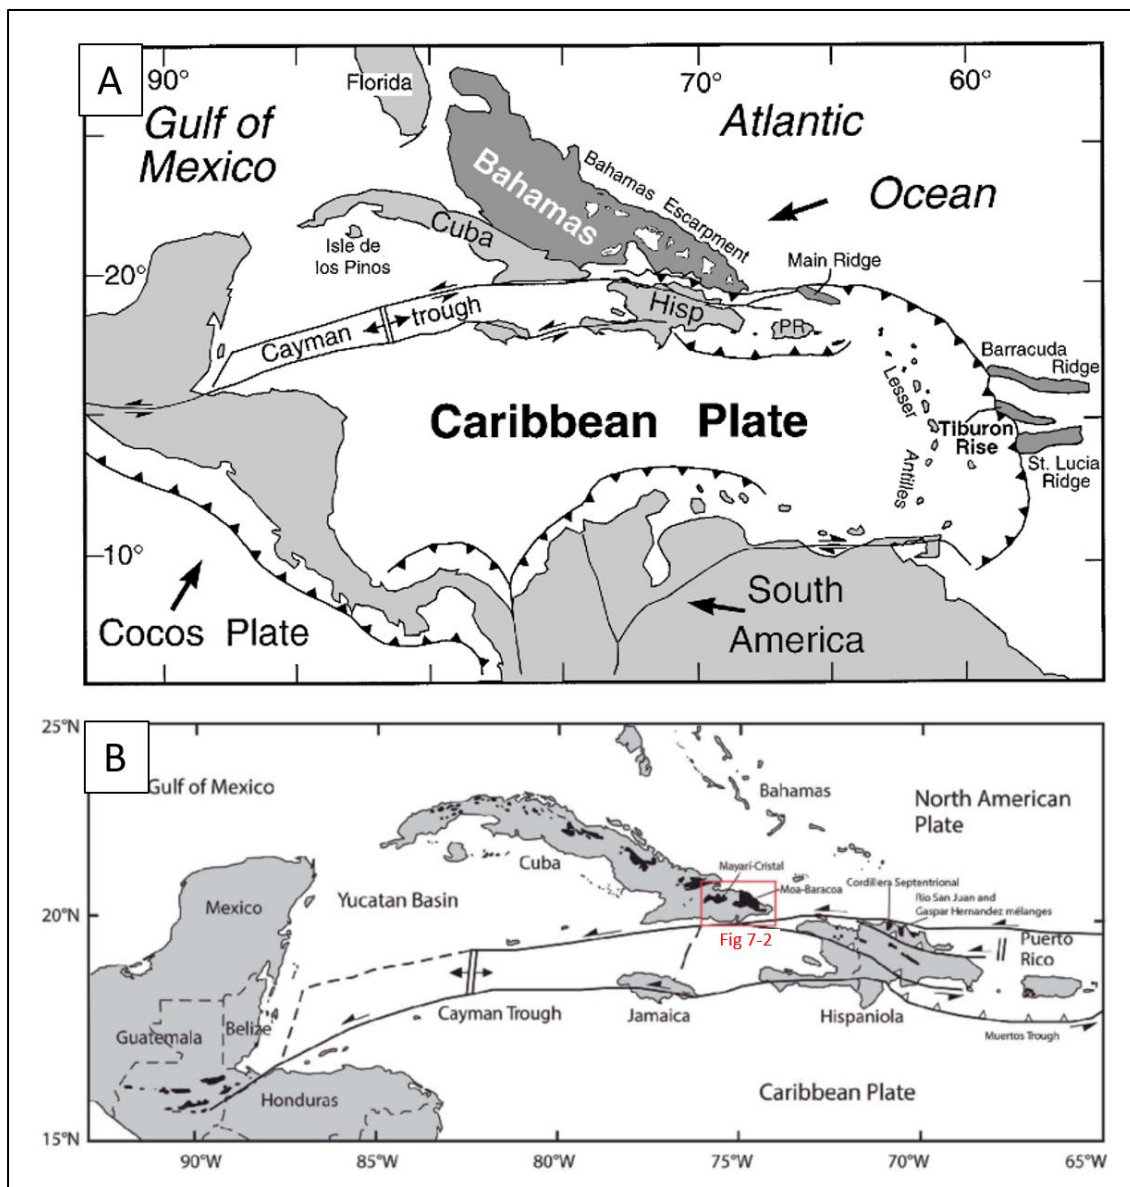 A
90°
70°
60°
Florida
Gulf of
Mexico
Atlantic
Ocean
Bahamas
Bahamas Escarpment
Cuba
Isle de
los Pinos
20°
Main Ridge
Hisp
PR
Cayman trough
Barracuda
Ridge
Lesser
Antilles
Caribbean Plate
Tiburon
Rise
St. Lucia
Ridge
10°
South
America
Cocos Plate
25°N
B
Gulf of Mexico
Bahamas
North American
Plate
Cuba
Mayarí-Cristal
Moa-Baracoa
Cordillera Septentrional
Río San Juan and
Gaspar Hernandez mélanges
Mexico
Yucatan Basin
20°N
Fig 7-2
Puerto
Rico
Cayman Trough
Jamaica
Hispaniola
Muertos Trough
Guatemala
Belize
Honduras
Caribbean Plate
15°N
90°W
85°W
80°W
75°W
70°W
65°W